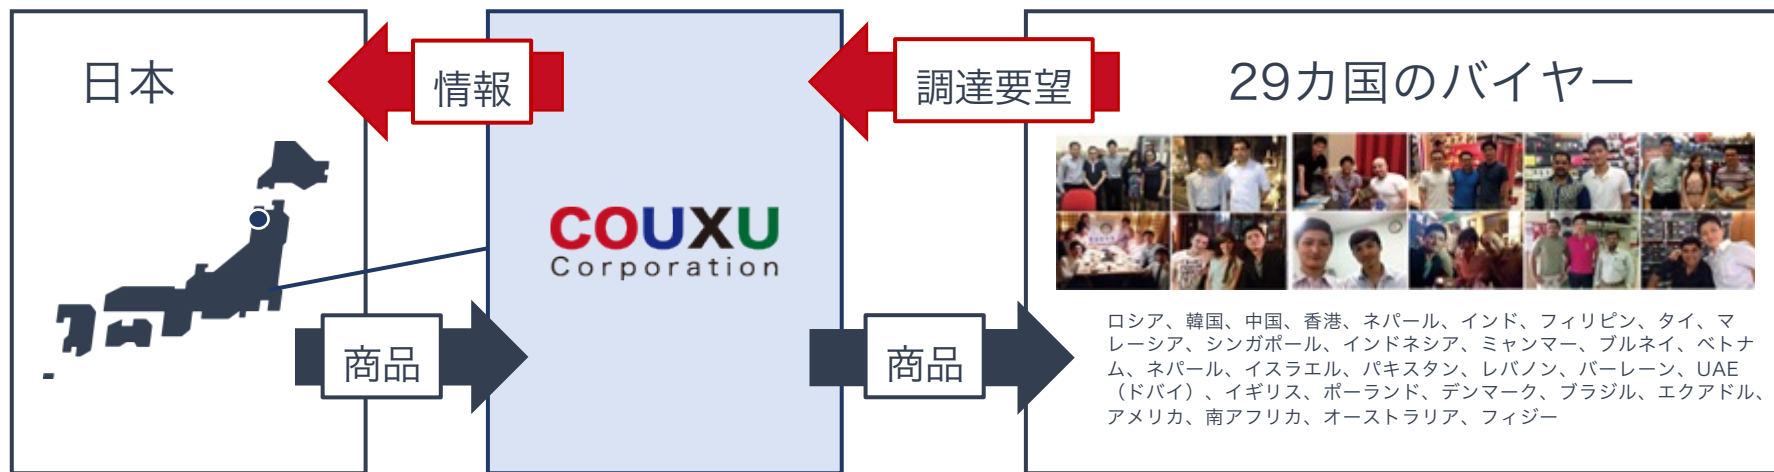 日本
情報
調達要望
29カ国のバイヤー
COUXU
Corporation
商品
商品
ロシア、韓国、中国、香港、ネパール、インド、フィリピン、タイ、マ
レーシア、シンガポール、インドネシア、ミャンマー、ブルネイ、ベトナ
ム、ネパール、イスラエル、パキスタン、レバノン、バーレーン、UAE
（ドバイ）、イギリス、ポーランド、デンマーク、ブラジル、エクアドル、
アメリカ、南アフリカ、オーストラリア、フィジー